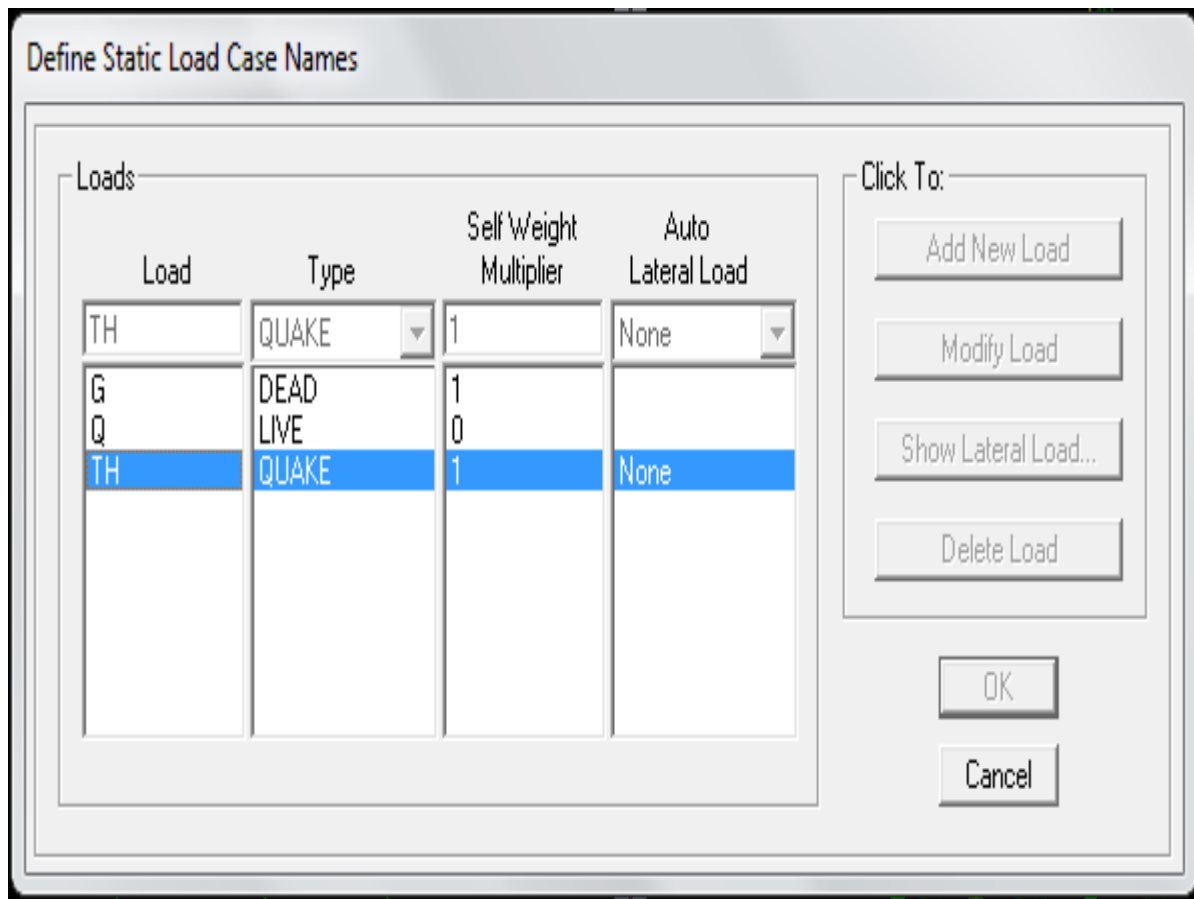 Define Static Load Case Names
Loads
Click To:
Load Type Self Weight Multiplier Auto Lateral Load
TH QUAKE 1 None
G DEAD 1
Q LIVE 0
TH QUAKE 1 None
Add New Load
Modify Load
Show Lateral Load...
Delete Load
OK
Cancel